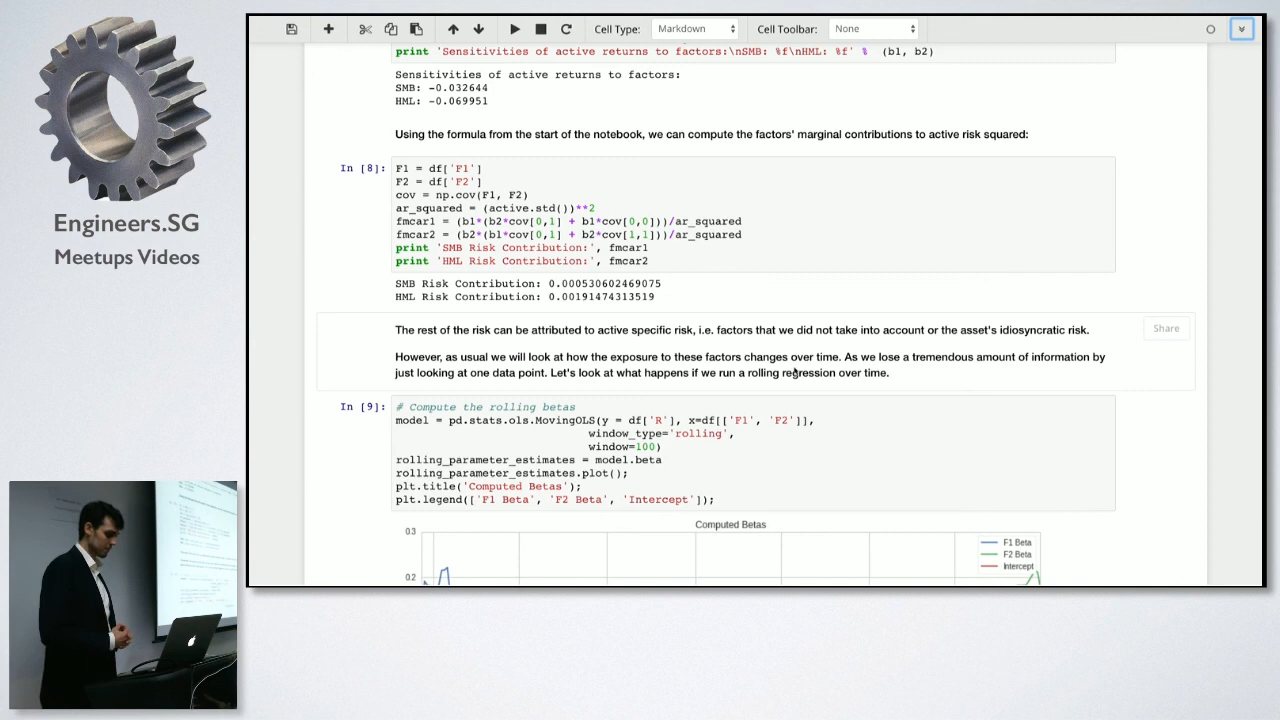 Engineers.SG
Meetups Videos
Cell Type:
Markdown
Cell Toolbar:
None
print 'Sensitivities of active returns to factors:\nSMB: %f\nHML: %f' % (b1, b2)
Sensitivities of active returns to factors:
SMB: -0.032644
HML: -0.069951
Using the formula from the start of the notebook, we can compute the factors' marginal contributions to active risk squared:
In [8]:
F1 = df['F1']
F2 = df['F2']
cov = np.cov(F1, F2)
ar_squared = (active.std())**2
fmcar1 = (b1*(b2*cov[0,1] + b1*cov[0,0]))/ar_squared
fmcar2 = (b2*(b1*cov[0,1] + b2*cov[1,1]))/ar_squared
print 'SMB Risk Contribution:', fmcar1
print 'HML Risk Contribution:', fmcar2
SMB Risk Contribution: 0.000530602469075
HML Risk Contribution: 0.00191474313519
The rest of the risk can be attributed to active specific risk, i.e. factors that we did not take into account or the asset's idiosyncratic risk.
Share
However, as usual we will look at how the exposure to these factors changes over time. As we lose a tremendous amount of information by
just looking at one data point. Let's look at what happens if we run a rolling regression over time.
In [9]:
# Compute the rolling betas
model = pd.stats.ols.MovingOLS(y = df['R'], x=df[['F1', 'F2']],
window_type='rolling',
window=100)
rolling_parameter_estimates = model.beta
rolling_parameter_estimates.plot();
plt.title('Computed Betas');
plt.legend(['F1 Beta', 'F2 Beta', 'Intercept']);
Computed Betas
0.3
F1 Beta
F2 Beta
Intercept
0.2